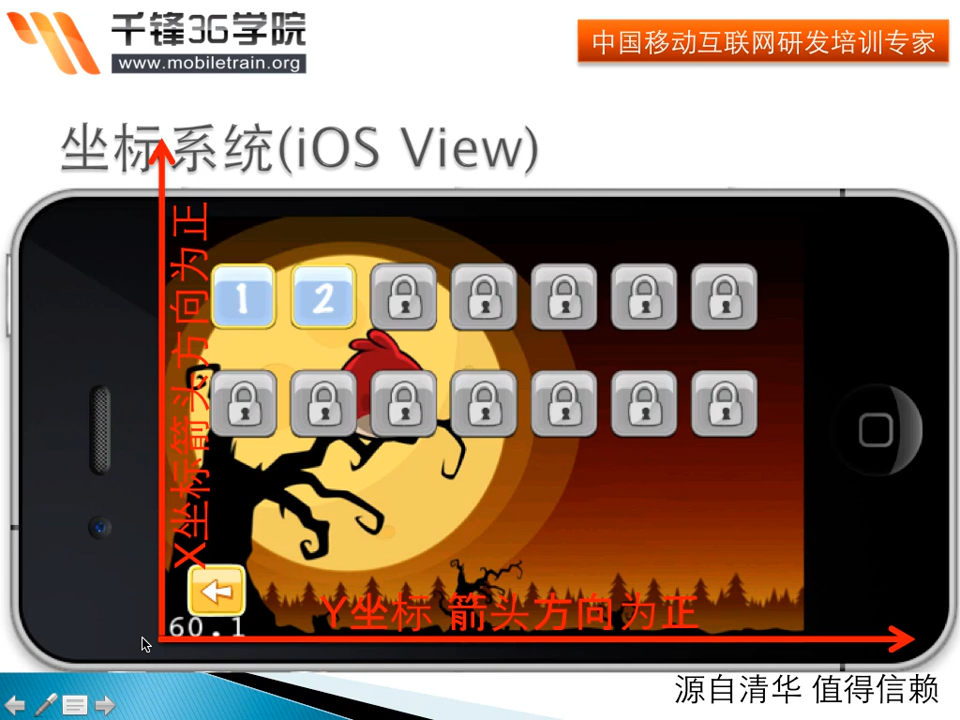 千锋3G学院
www.mobiletrain.org
中国移动互联网研发培训专家
坐标系统(iOS View)
X坐标箭头方向为正
1 2
Y坐标 箭头方向为正
60.1
源自清华 值得信赖